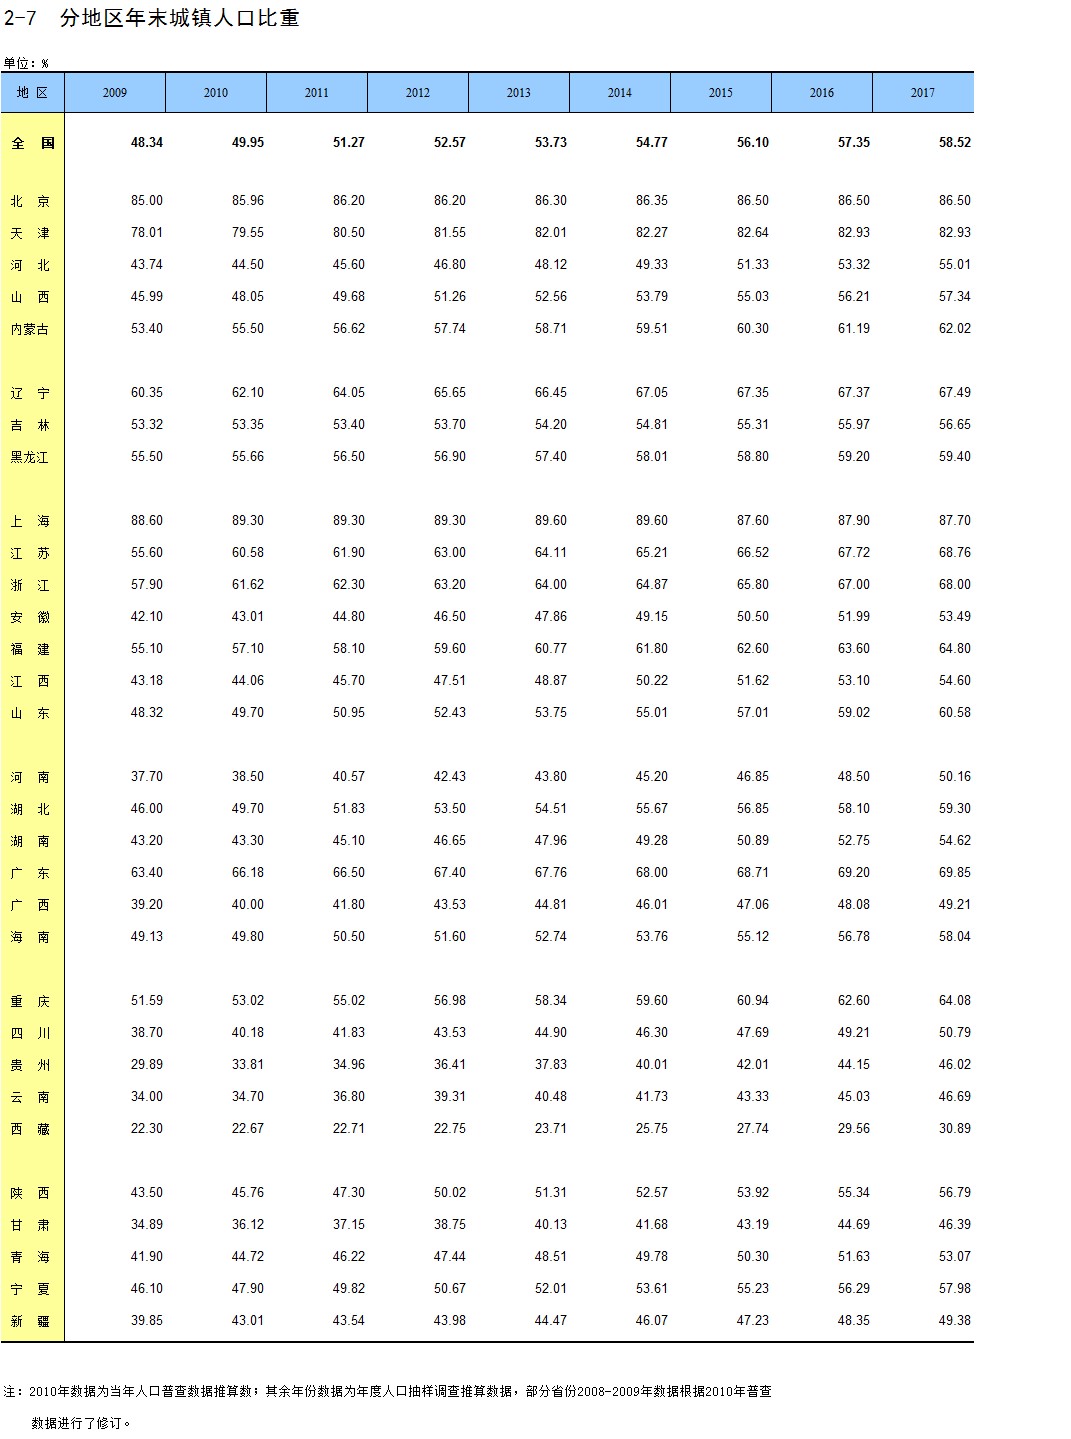 2-7 分地区年末城镇人口比重
单位：%
地 区 2009 2010 2011 2012 2013 2014 2015 2016 2017
全 国 48.34 49.95 51.27 52.57 53.73 54.77 56.10 57.35 58.52
北 京 85.00 85.96 86.20 86.20 86.30 86.35 86.50 86.50 86.50
天 津 78.01 79.55 80.50 81.55 82.01 82.27 82.64 82.93 82.93
河 北 43.74 44.50 45.60 46.80 48.12 49.33 51.33 53.32 55.01
山 西 45.99 48.05 49.68 51.26 52.56 53.79 55.03 56.21 57.34
内蒙古 53.40 55.50 56.62 57.74 58.71 59.51 60.30 61.19 62.02
辽 宁 60.35 62.10 64.05 65.65 66.45 67.05 67.35 67.37 67.49
吉 林 53.32 53.35 53.40 53.70 54.20 54.81 55.31 55.97 56.65
黑龙江 55.50 55.66 56.50 56.90 57.40 58.01 58.80 59.20 59.40
上 海 88.60 89.30 89.30 89.30 89.60 89.60 87.60 87.90 87.70
江 苏 55.60 60.58 61.90 63.00 64.11 65.21 66.52 67.72 68.76
浙 江 57.90 61.62 62.30 63.20 64.00 64.87 65.80 67.00 68.00
安 徽 42.10 43.01 44.80 46.50 47.86 49.15 50.50 51.99 53.49
福 建 55.10 57.10 58.10 59.60 60.77 61.80 62.60 63.60 64.80
江 西 43.18 44.06 45.70 47.51 48.87 50.22 51.62 53.10 54.60
山 东 48.32 49.70 50.95 52.43 53.75 55.01 57.01 59.02 60.58
河 南 37.70 38.50 40.57 42.43 43.80 45.20 46.85 48.50 50.16
湖 北 46.00 49.70 51.83 53.50 54.51 55.67 56.85 58.10 59.30
湖 南 43.20 43.30 45.10 46.65 47.96 49.28 50.89 52.75 54.62
广 东 63.40 66.18 66.50 67.40 67.76 68.00 68.71 69.20 69.85
广 西 39.20 40.00 41.80 43.53 44.81 46.01 47.06 48.08 49.21
海 南 49.13 49.80 50.50 51.60 52.74 53.76 55.12 56.78 58.04
重 庆 51.59 53.02 55.02 56.98 58.34 59.60 60.94 62.60 64.08
四 川 38.70 40.18 41.83 43.53 44.90 46.30 47.69 49.21 50.79
贵 州 29.89 33.81 34.96 36.41 37.83 40.01 42.01 44.15 46.02
云 南 34.00 34.70 36.80 39.31 40.48 41.73 43.33 45.03 46.69
西 藏 22.30 22.67 22.71 22.75 23.71 25.75 27.74 29.56 30.89
陕 西 43.50 45.76 47.30 50.02 51.31 52.57 53.92 55.34 56.79
甘 肃 34.89 36.12 37.15 38.75 40.13 41.68 43.19 44.69 46.39
青 海 41.90 44.72 46.22 47.44 48.51 49.78 50.30 51.63 53.07
宁 夏 46.10 47.90 49.82 50.67 52.01 53.61 55.23 56.29 57.98
新 疆 39.85 43.01 43.54 43.98 44.47 46.07 47.23 48.35 49.38
注：2010年数据为当年人口普查数据推算数；其余年份数据为年度人口抽样调查推算数据，部分省份2008-2009年数据根据2010年普查
数据进行了修订。